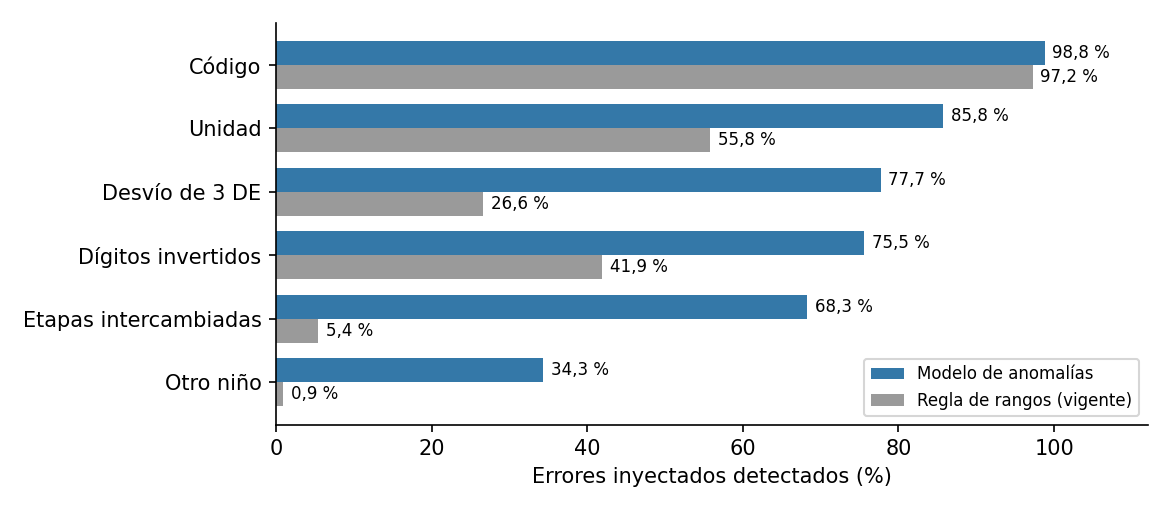 Código
98,8 %
97,2 %
Unidad
85,8 %
55,8 %
Desvío de 3 DE
77,7 %
26,6 %
Dígitos invertidos
75,5 %
41,9 %
Etapas intercambiadas
68,3 %
5,4 %
Otro niño
34,3 %
0,9 %
Modelo de anomalías
Regla de rangos (vigente)
0 20 40 60 80 100
Errores inyectados detectados (%)